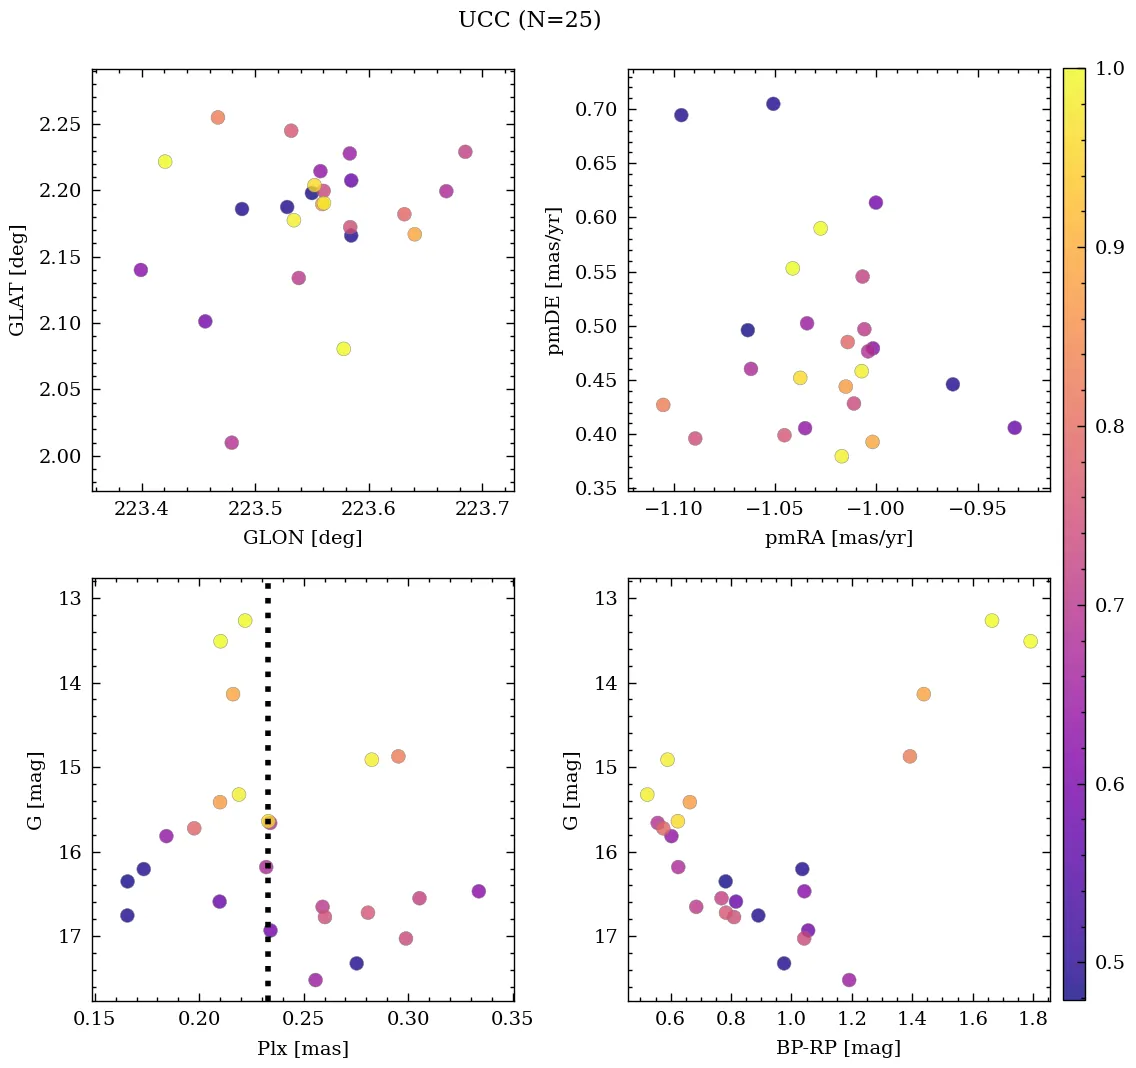 UCC (N=25)
2.25
2.20
2.15
2.10
2.05
2.00
GLAT [deg]
223.4 223.5 223.6 223.7
GLON [deg]
0.70
0.65
0.60
0.55
0.50
0.45
0.40
0.35
pmDE [mas/yr]
−1.10 −1.05 −1.00 −0.95
pmRA [mas/yr]
13
14
15
16
17
G [mag]
0.15 0.20 0.25 0.30 0.35
Plx [mas]
13
14
15
16
17
G [mag]
0.6 0.8 1.0 1.2 1.4 1.6 1.8
BP-RP [mag]
1.0
0.9
0.8
0.7
0.6
0.5